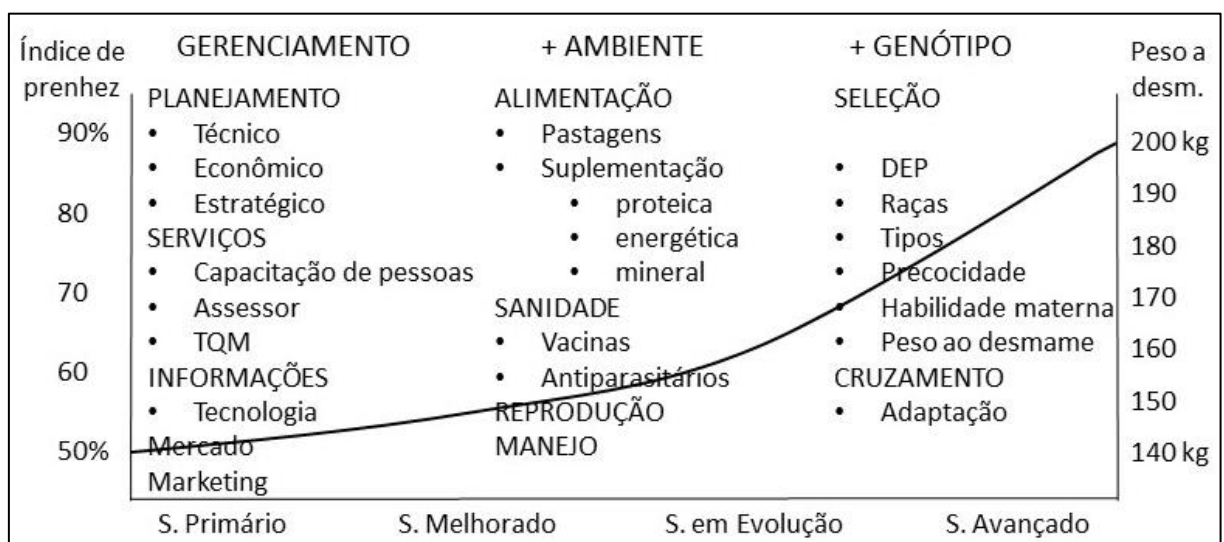 Índice de
prenhez
90%
80
70
60
50%
GERENCIAMENTO
PLANEJAMENTO
• Técnico
• Econômico
• Estratégico
SERVIÇOS
• Capacitação de pessoas
• Assessor
• TQM
INFORMAÇÕES
• Tecnologia
Mercado
Marketing
+ AMBIENTE
ALIMENTAÇÃO
• Pastagens
• Suplementação
• proteica
• energética
• mineral
SANIDADE
• Vacinas
• Antiparasitários
REPRODUÇÃO
MANEJO
+ GENÓTIPO
SELEÇÃO
• DEP
• Raças
• Tipos
• Precocidade
• Habilidade materna
• Peso ao desmame
CRUZAMENTO
• Adaptação
Peso a
desm.
200 kg
190
180
170
160
150
140 kg
S. Primário
S. Melhorado
S. em Evolução
S. Avançado